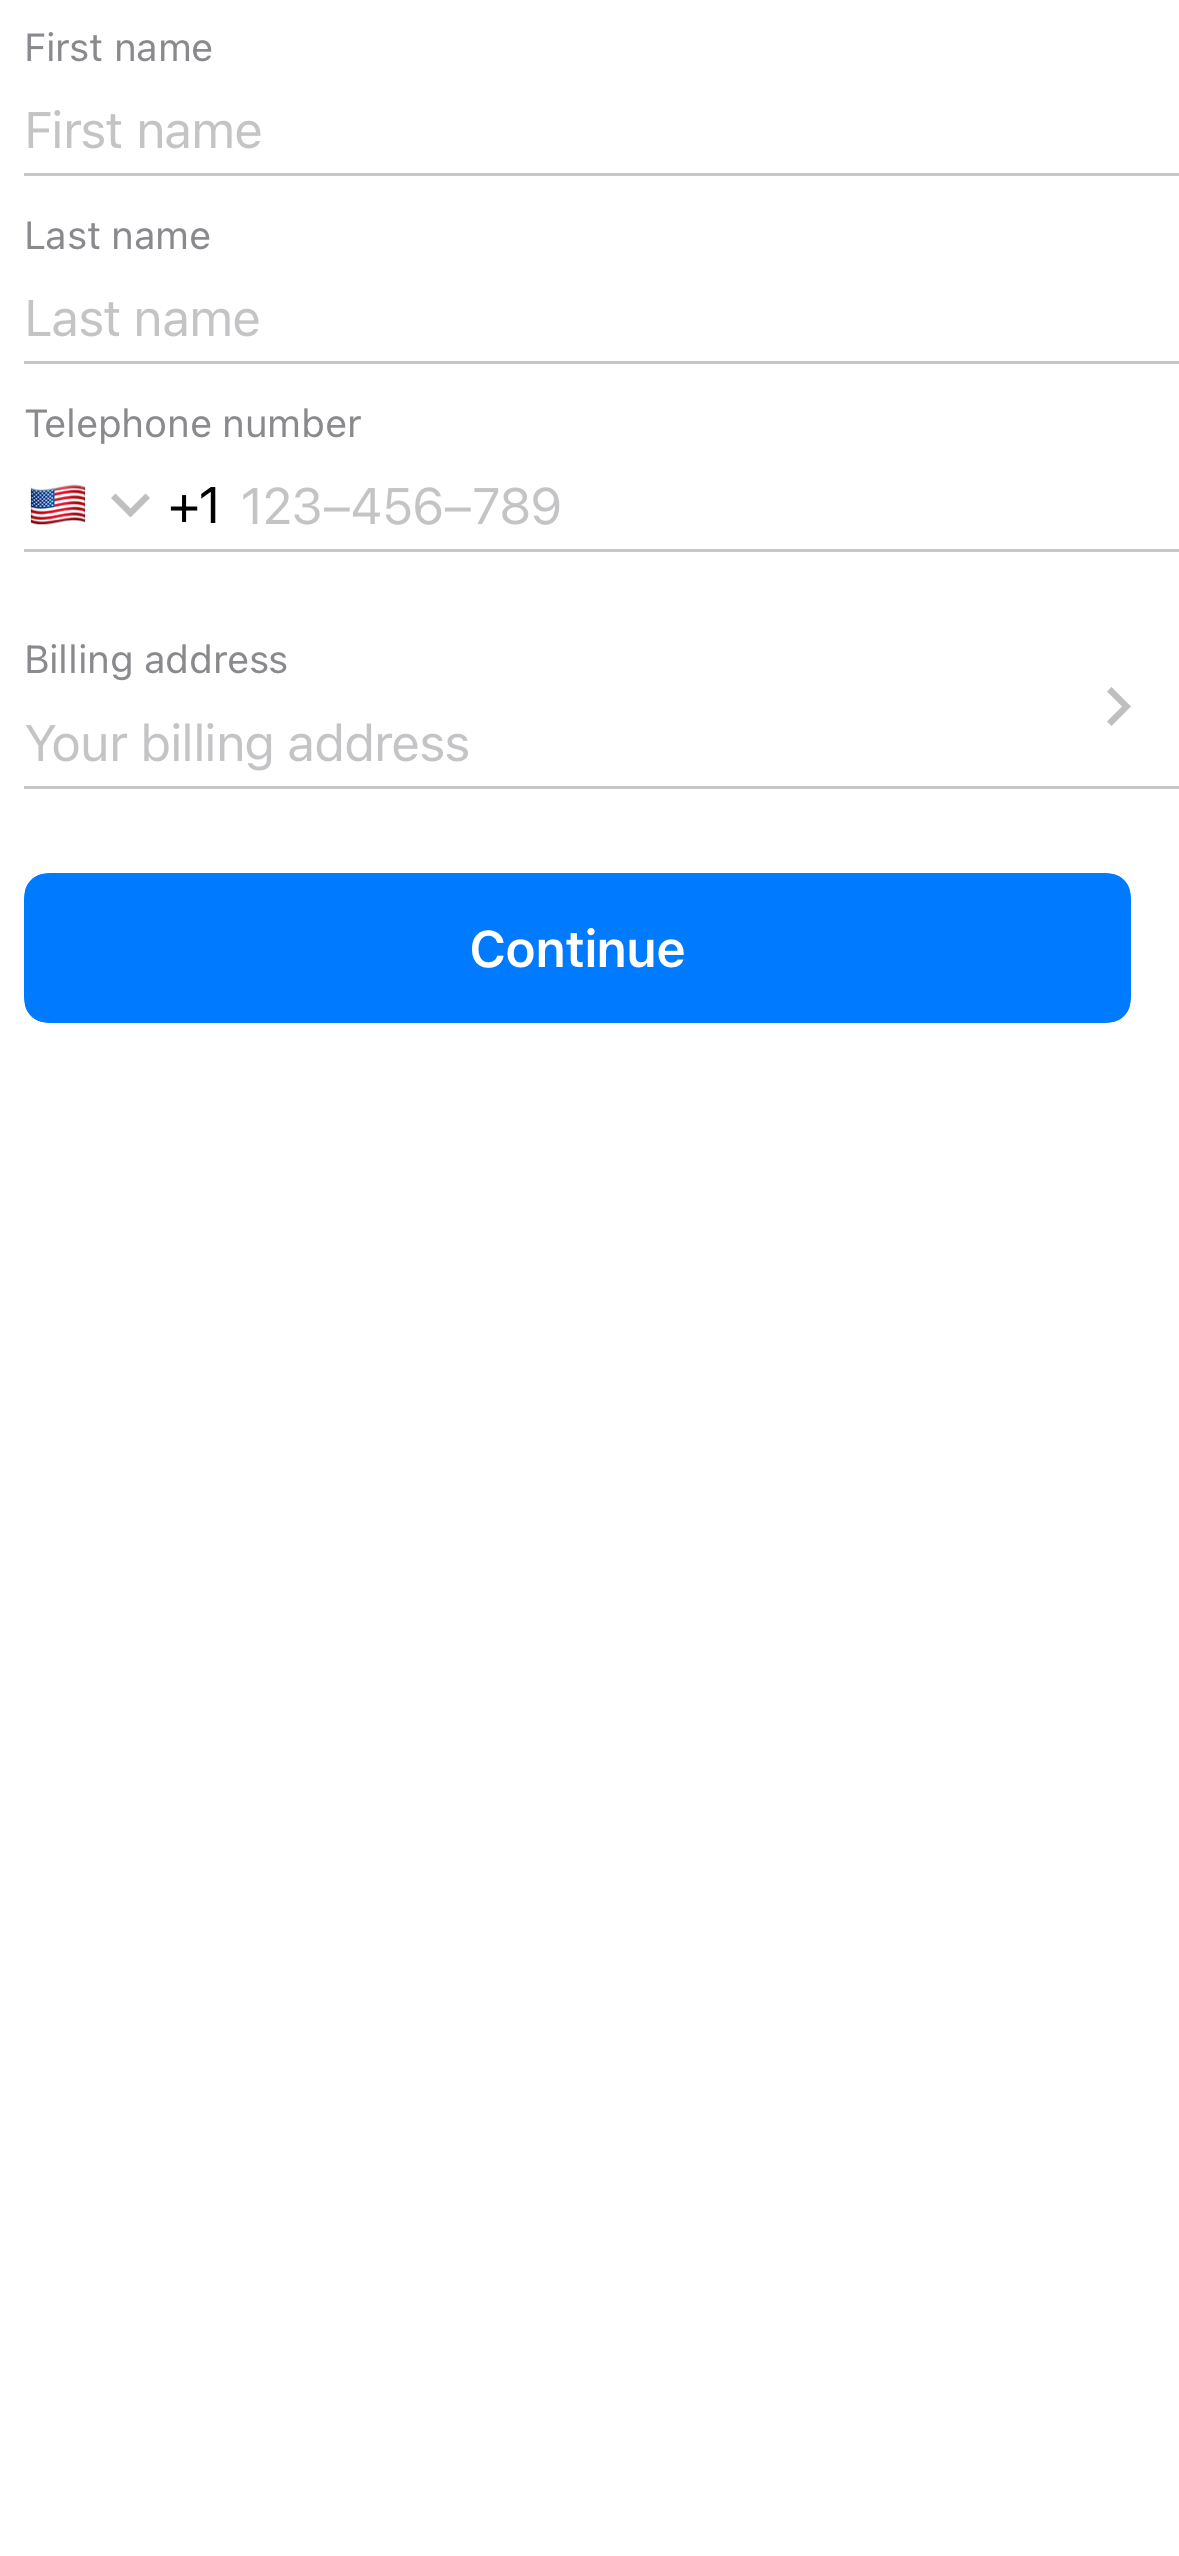 First name
First name
Last name
Last name
Telephone number
+1 123–456–789
Billing address
Your billing address
Continue